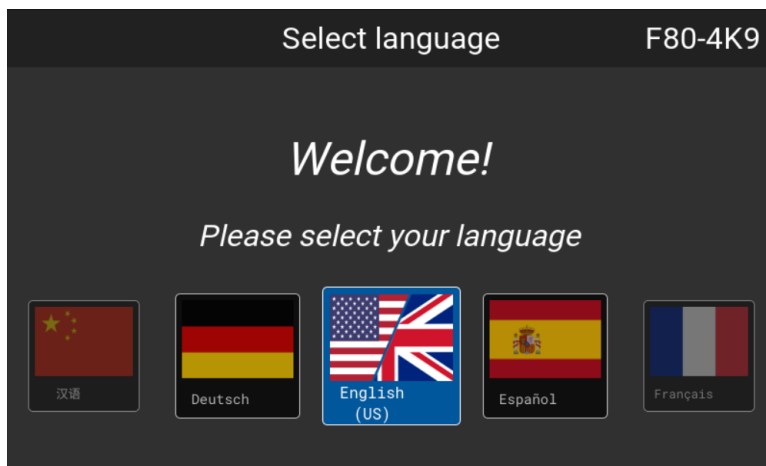 Select language F80-4K9
Welcome!
Please select your language
汉语
Deutsch
English
(US)
Español
Français